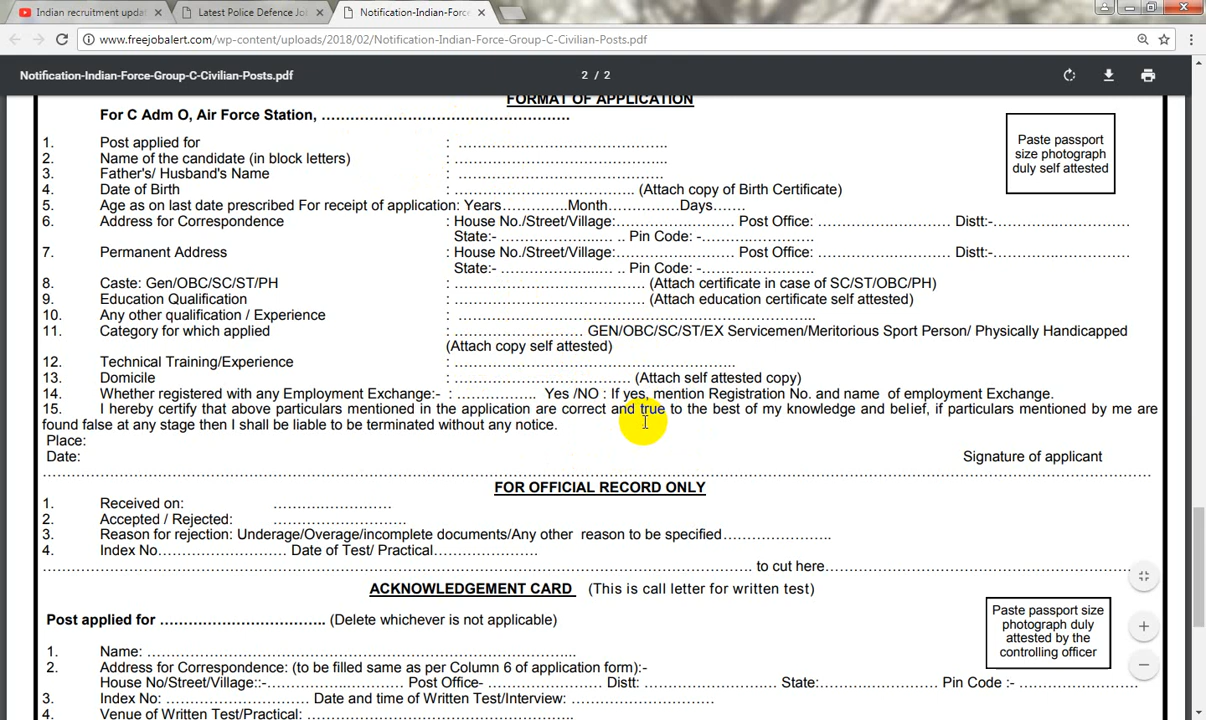 Indian recruitment upda
Latest Police Defence Jo
Notification-Indian-Forc
www.freejobalert.com/wp-content/uploads/2018/02/Notification-Indian-Force-Group-C-Civilian-Posts.pdf
Notification-Indian-Force-Group-C-Civilian-Posts.pdf
2 / 2
FORMAT OF APPLICATION
For C Adm O, Air Force Station, ……………………………………………
Paste passport
size photograph
duly self attested
1. Post applied for : ……………………………………..
2. Name of the candidate (in block letters) : ……………………………………..
3. Father's/ Husband's Name : …………………………………….
4. Date of Birth : ………………………………. (Attach copy of Birth Certificate)
5. Age as on last date prescribed For receipt of application: Years…………..Month……………Days…….
6. Address for Correspondence : House No./Street/Village:…………………… Post Office: ………………………. Distt:-………………………..
State:- ………………..... .. Pin Code: -…………………..
7. Permanent Address : House No./Street/Village:…………………… Post Office: ………………………. Distt:-………………………..
State:- ………………..... .. Pin Code: -…………………..
8. Caste: Gen/OBC/SC/ST/PH : ………………………………… (Attach certificate in case of SC/ST/OBC/PH)
9. Education Qualification : ………………………………… (Attach education certificate self attested)
10. Any other qualification / Experience : ………………………………………………………………..
11. Category for which applied : …………………….. GEN/OBC/SC/ST/EX Servicemen/Meritorious Sport Person/ Physically Handicapped
(Attach copy self attested)
12. Technical Training/Experience : …………………………………………………
13. Domicile : ……………………………… (Attach self attested copy)
14. Whether registered with any Employment Exchange:- : …………….. Yes /NO : If yes, mention Registration No. and name of employment Exchange.
15. I hereby certify that above particulars mentioned in the application are correct and true to the best of my knowledge and belief, if particulars mentioned by me are
found false at any stage then I shall be liable to be terminated without any notice.
Place:
Date: Signature of applicant
…………………………………………………………………………………………………………………………
FOR OFFICIAL RECORD ONLY
1. Received on: ……………………
2. Accepted / Rejected: ………………………
3. Reason for rejection: Underage/Overage/incomplete documents/Any other reason to be specified…………………..
4. Index No……………………… Date of Test/ Practical………………….
………………………………………………………………………………… to cut here………………………………………
ACKNOWLEDGEMENT CARD (This is call letter for written test)
Paste passport size
photograph duly
attested by the
controlling officer
Post applied for …………………………….. (Delete whichever is not applicable)
1. Name: ……………………………………………………………………………
2. Address for Correspondence: (to be filled same as per Column 6 of application form):-
House No/Street/Village::-………………….. Post Office- …………………… Distt: ………………………. State:…………………… Pin Code :- ………………………..
3. Index No: ……………………… Date and time of Written Test/Interview: …………………………
4. Venue of Written Test/Practical: ………………………………………………..